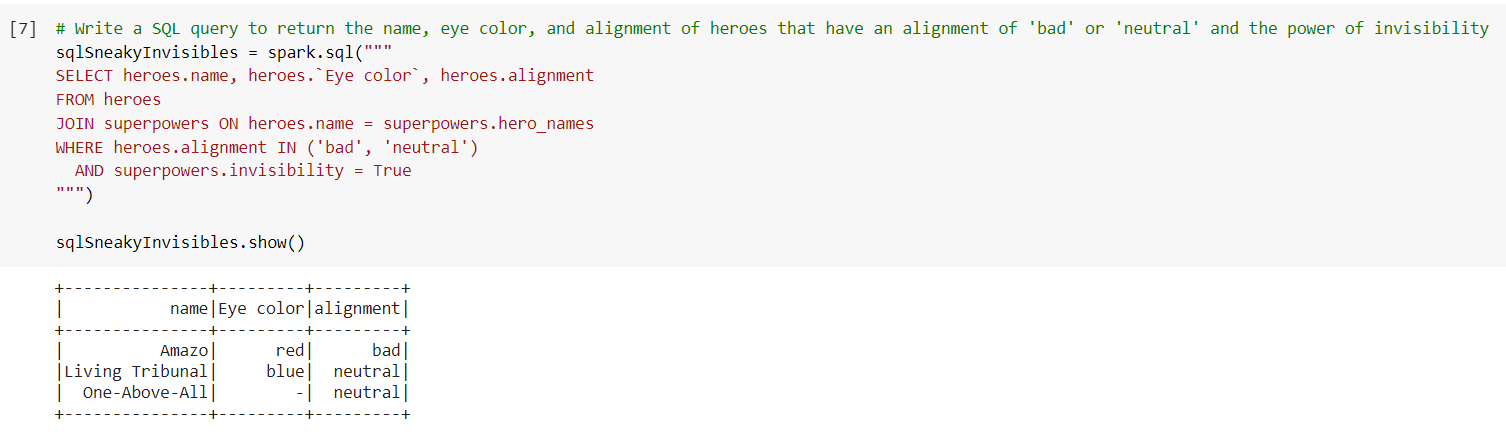 [7] # Write a SQL query to return the name, eye color, and alignment of heroes that have an alignment of 'bad' or 'neutral' and the power of invisibility
sqlSneakyInvisibles = spark.sql("""
SELECT heroes.name, heroes.`Eye color`, heroes.alignment
FROM heroes
JOIN superpowers ON heroes.name = superpowers.hero_names
WHERE heroes.alignment IN ('bad', 'neutral')
  AND superpowers.invisibility = True
""")
sqlSneakyInvisibles.show()
+---------------+---------+---------+
|           name|Eye color|alignment|
+---------------+---------+---------+
|          Amazo|      red|      bad|
|Living Tribunal|     blue|  neutral|
|  One-Above-All|        -|  neutral|
+---------------+---------+---------+